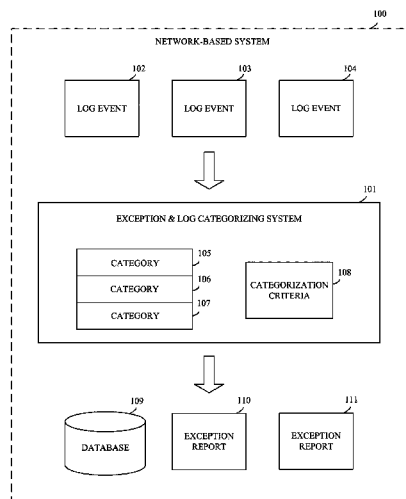 100
NETWORK-BASED SYSTEM
102
103
104
LOG EVENT
LOG EVENT
LOG EVENT
101
EXCEPTION & LOG CATEGORIZING SYSTEM
105
CATEGORY
106
CATEGORY
107
CATEGORY
108
CATEGORIZATION
CRITERIA
109
110
111
DATABASE
EXCEPTION
REPORT
EXCEPTION
REPORT